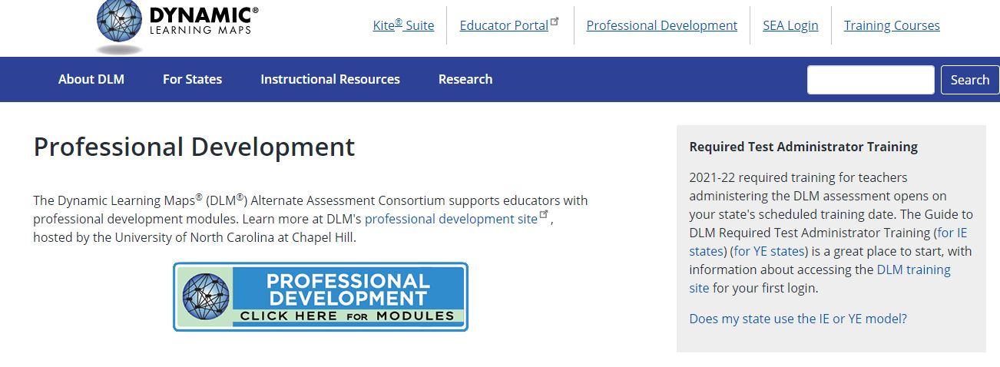 DYNAMIC®
LEARNING MAPS
Kite® Suite
Educator Portal
Professional Development
SEA Login
Training Courses
About DLM
For States
Instructional Resources
Research
Search
Professional Development
The Dynamic Learning Maps® (DLM®) Alternate Assessment Consortium supports educators with
professional development modules. Learn more at DLM's professional development site,
hosted by the University of North Carolina at Chapel Hill.
PROFESSIONAL
DEVELOPMENT
CLICK HERE FOR MODULES
Required Test Administrator Training
2021-22 required training for teachers
administering the DLM assessment opens on
your state's scheduled training date. The Guide to
DLM Required Test Administrator Training (for IE
states) (for YE states) is a great place to start, with
information about accessing the DLM training
site for your first login.
Does my state use the IE or YE model?